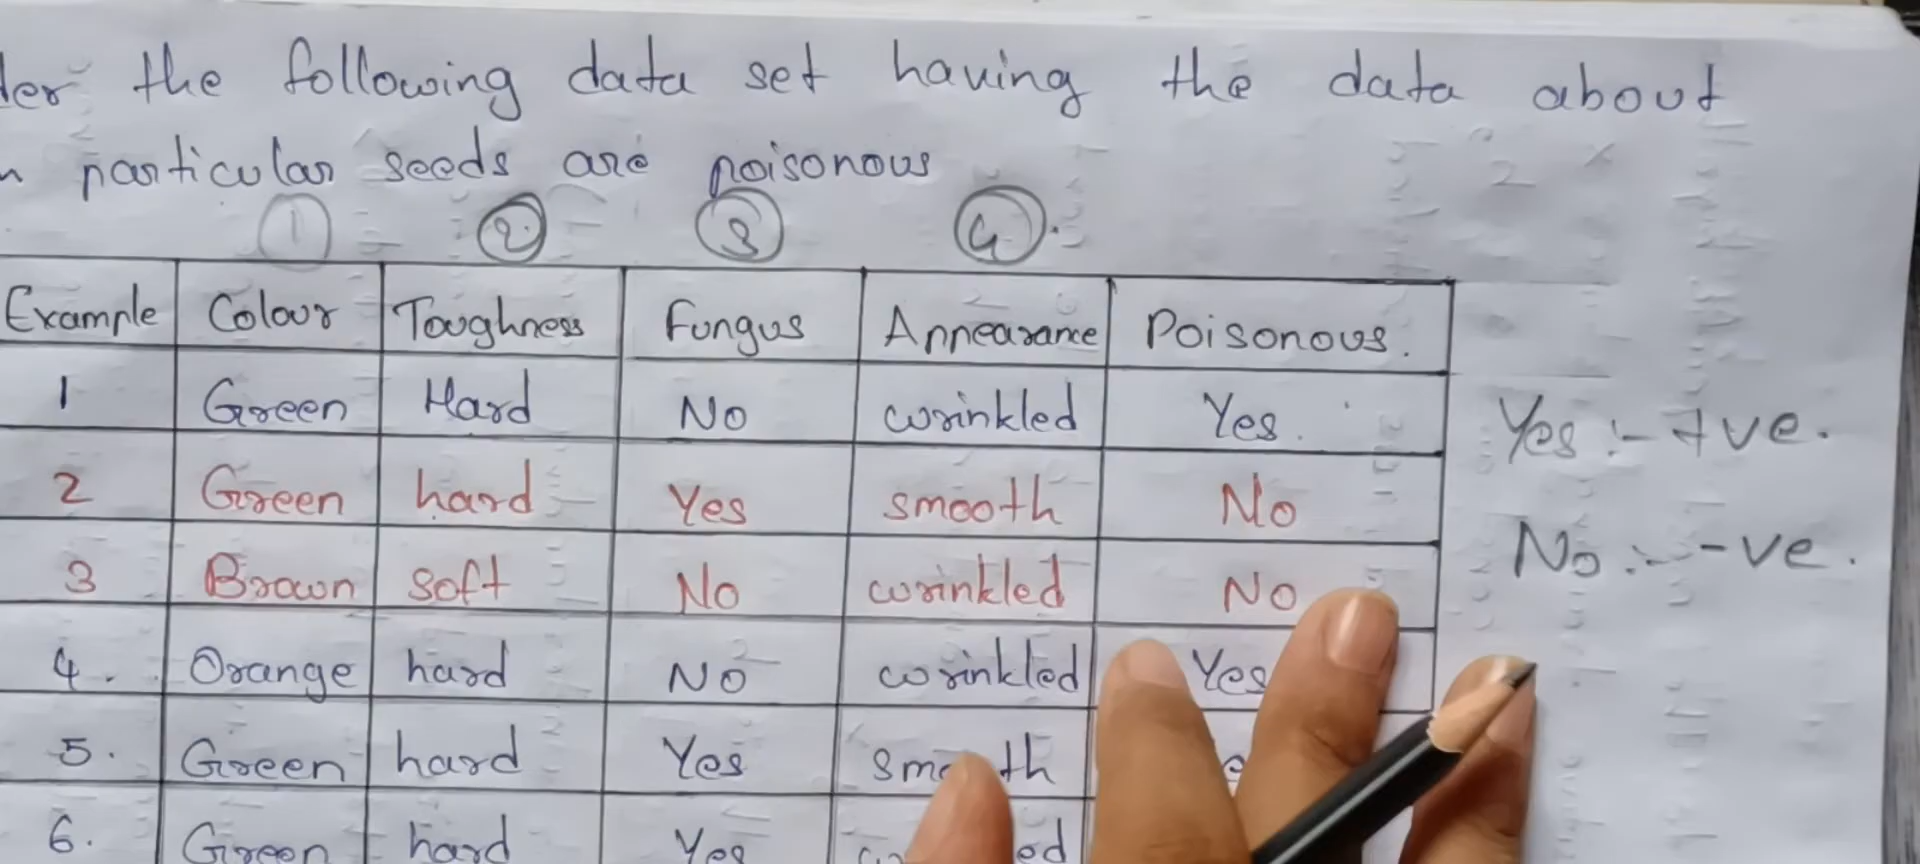 the following data set having the data about
particular seeds are poisonous
1 2 3 4
Example Colour Toughness Fungus Appearance Poisonous.
1 Green Hard No wrinkled Yes.
Yes :- +ve.
2 Green hard Yes smooth No
No :- -ve.
3 Brown soft No wrinkled No
4. Orange hard No wrinkled Yes
5. Green hard Yes smooth
6. Green hard Yes